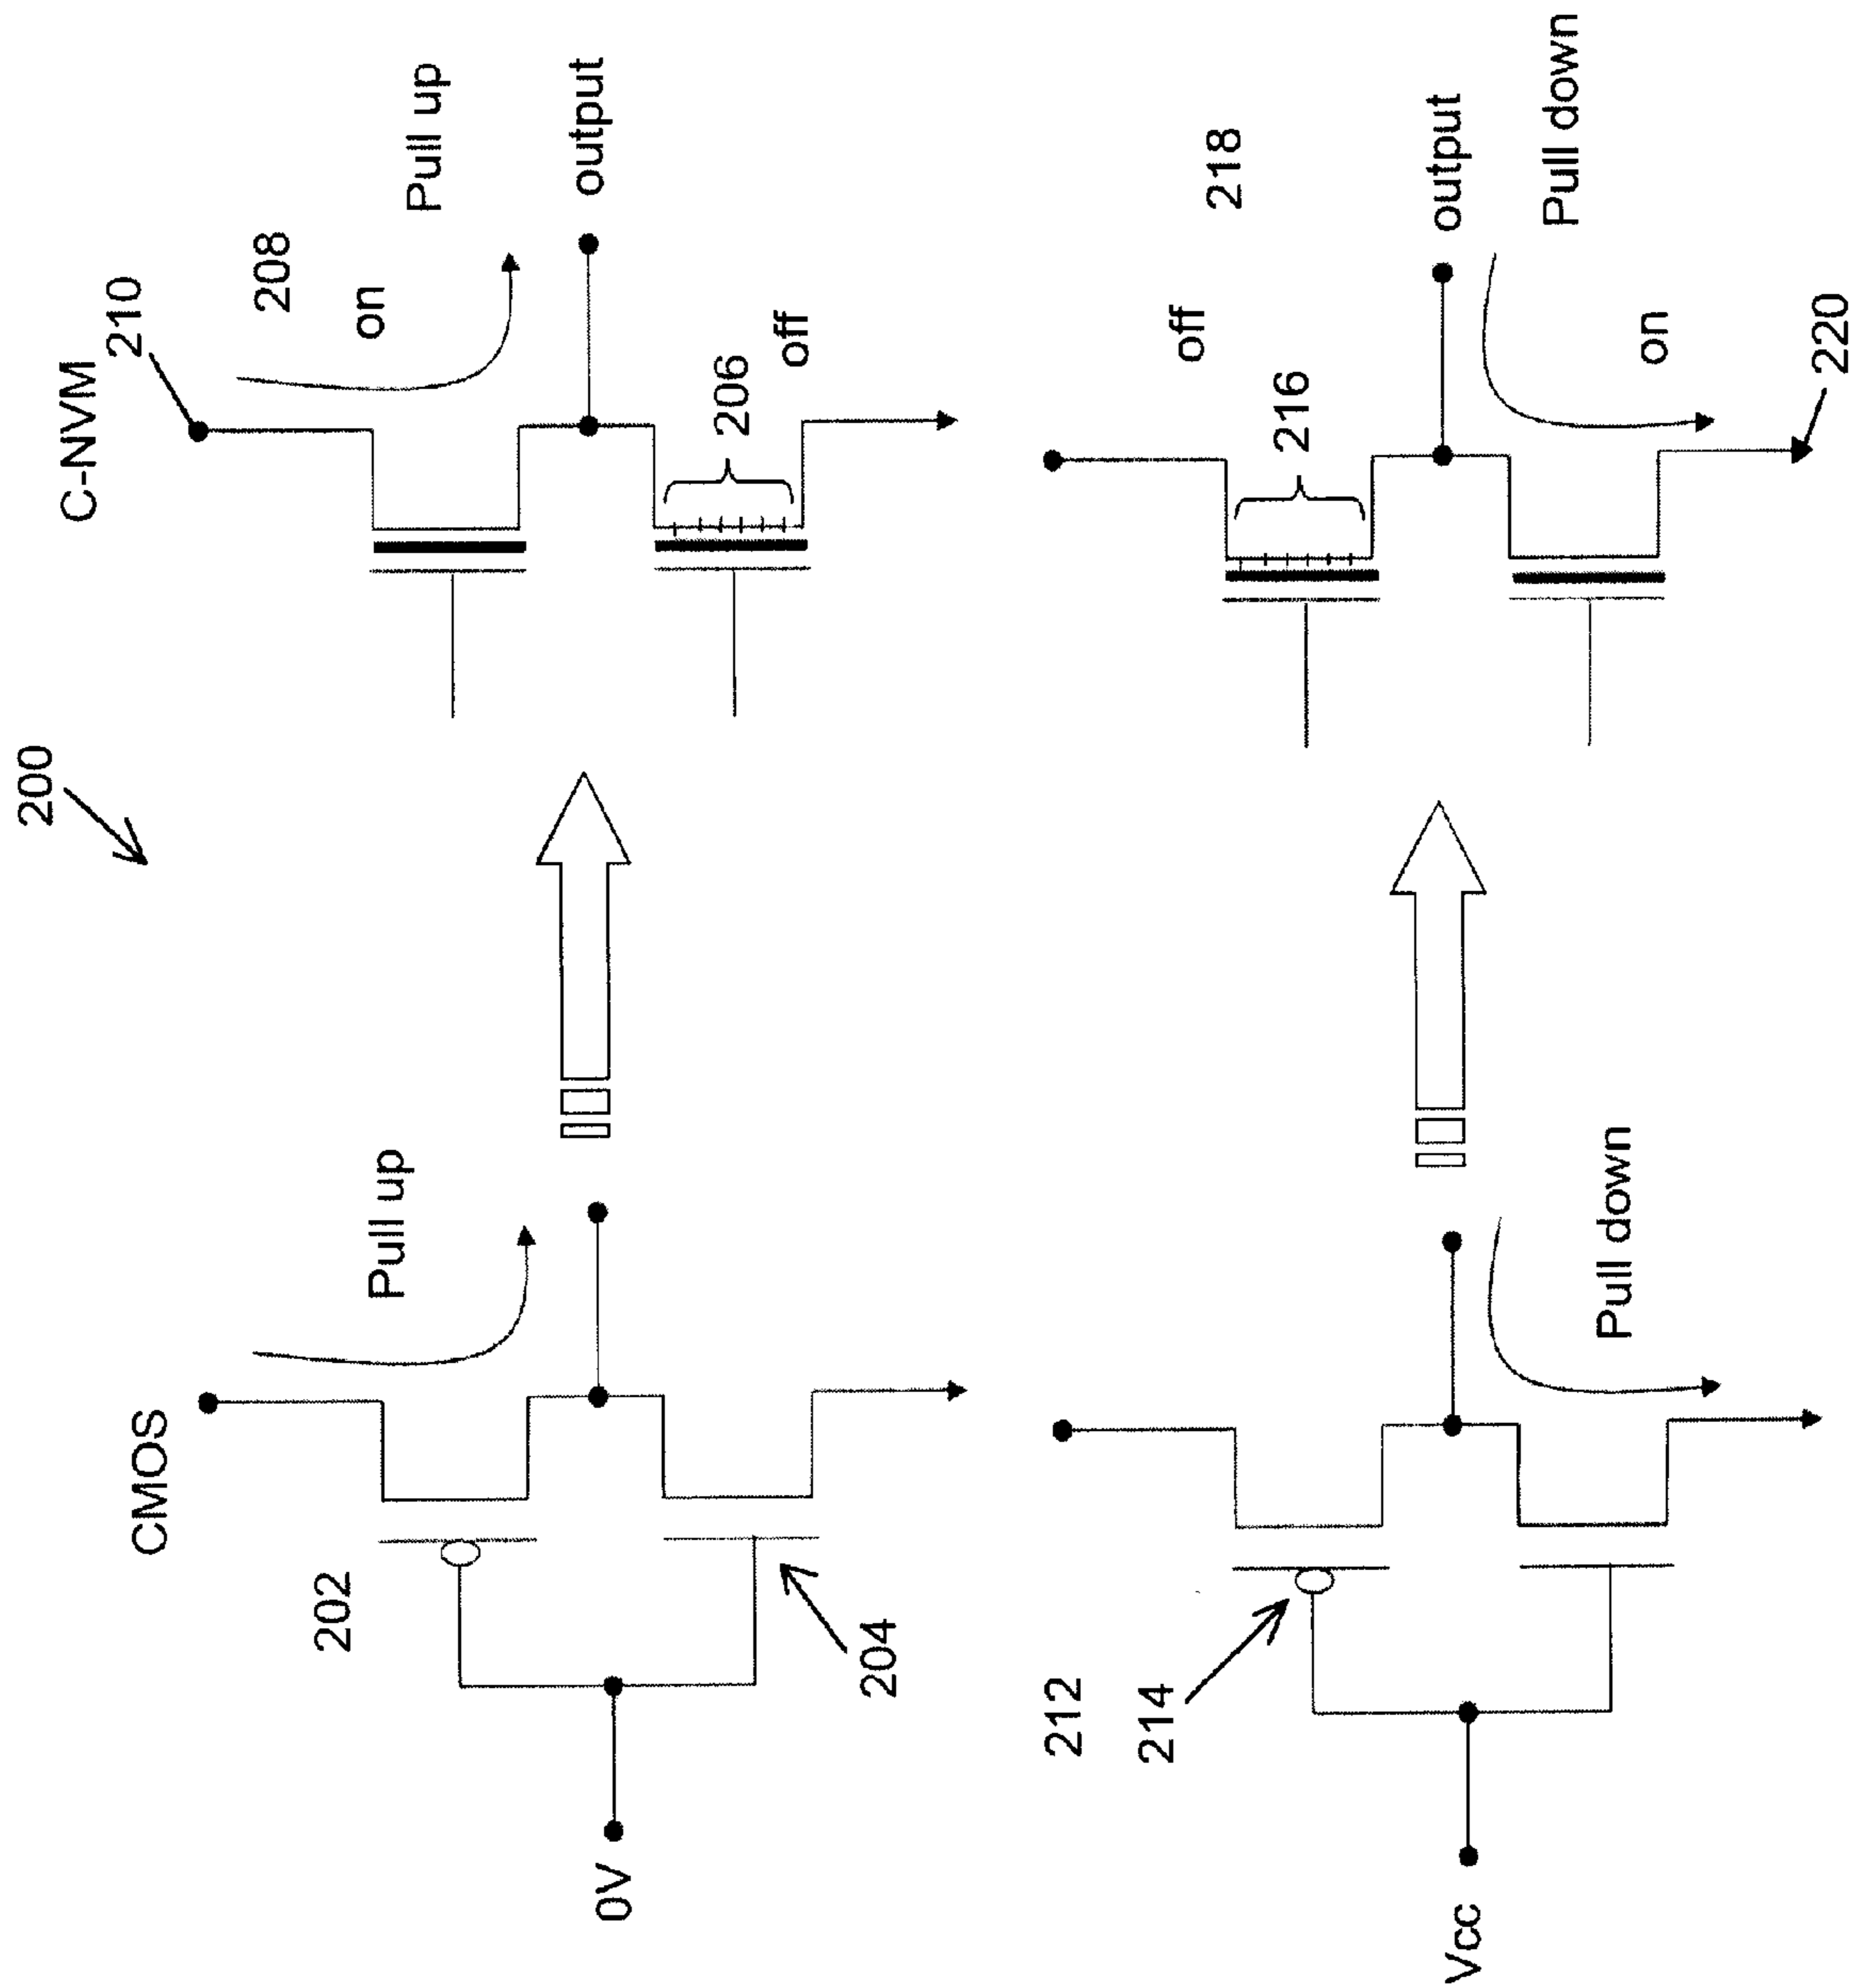 200
CMOS
C-NVM
210
208
202
Pull up
on
Pull up
0V
output
206
204
off
212
214
off
218
216
Vcc
output
Pull down
Pull down
on
220